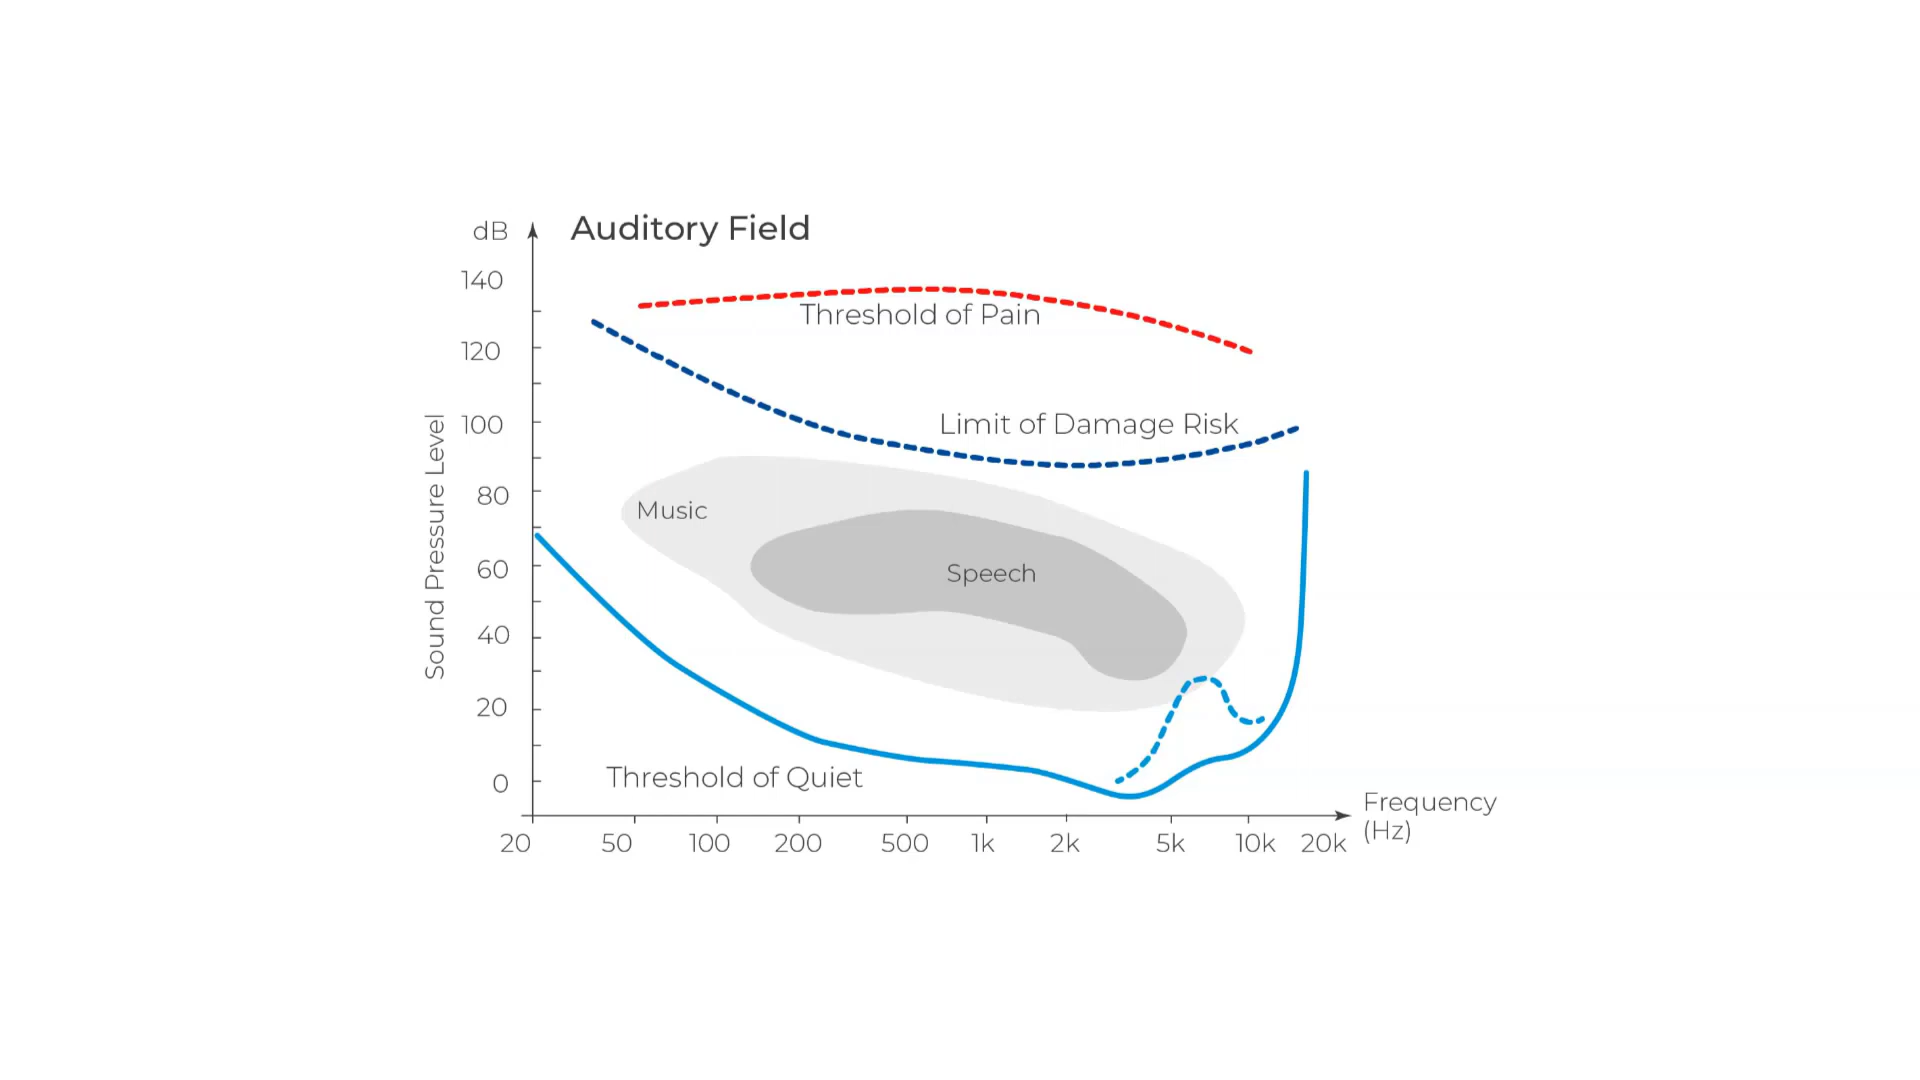 Auditory Field
dB
140
120
100
80
60
40
20
0
Sound Pressure Level
Threshold of Pain
Limit of Damage Risk
Music
Speech
Threshold of Quiet
20 50 100 200 500 1k 2k 5k 10k 20k
Frequency
(Hz)